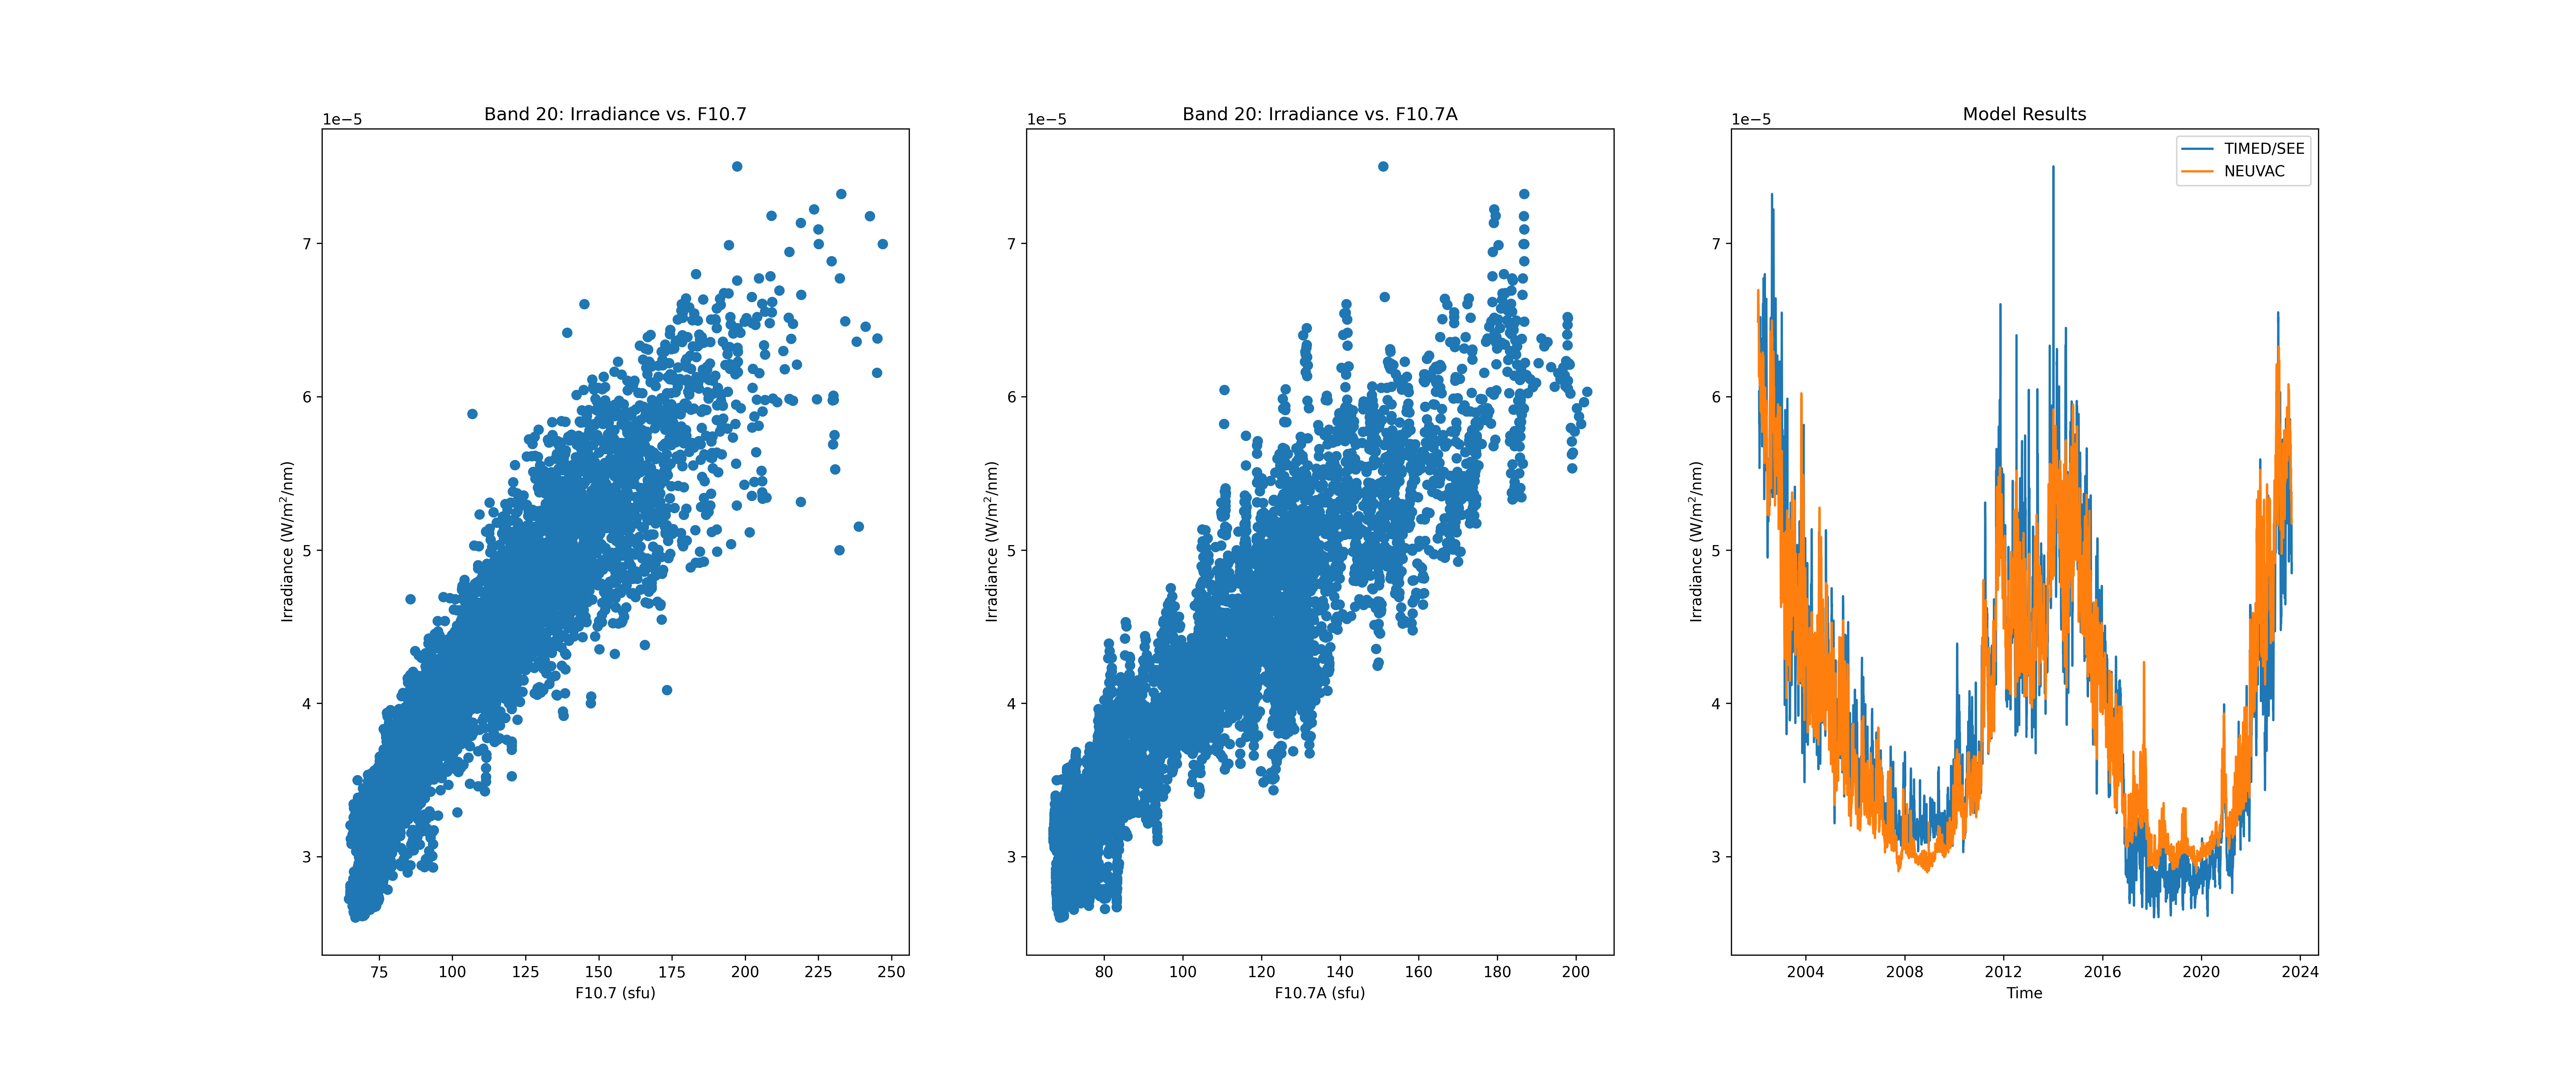 Band 20: Irradiance vs. F10.7
1e−5
7
6
5
4
3
Irradiance (W/m²/nm)
75 100 125 150 175 200 225 250
F10.7 (sfu)
Band 20: Irradiance vs. F10.7A
1e−5
7
6
5
4
3
Irradiance (W/m²/nm)
80 100 120 140 160 180 200
F10.7A (sfu)
Model Results
1e−5
TIMED/SEE
NEUVAC
7
6
5
4
3
Irradiance (W/m²/nm)
2004 2008 2012 2016 2020 2024
Time